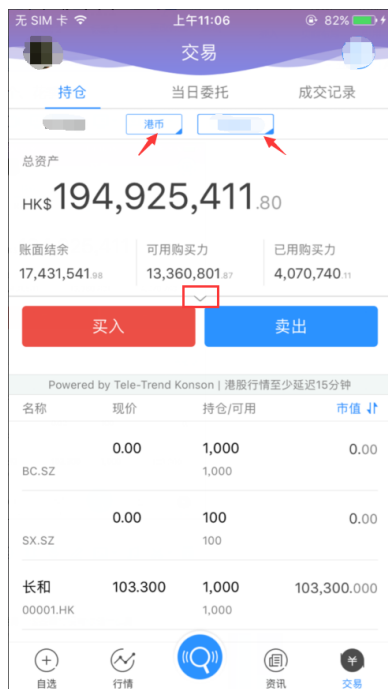 无 SIM 卡 上午11:06 82%
交易
持仓 当日委托 成交记录
港币
总资产
HK$194,925,411.80
账面结余 可用购买力 已用购买力
17,431,541.98 13,360,801.87 4,070,740.11
买入 卖出
Powered by Tele-Trend Konson | 港股行情至少延迟15分钟
名称 现价 持仓/可用 市值
0.00 1,000 0.00
BC.SZ 1,000
0.00 100 0.00
SX.SZ 100
长和 103.300 1,000 103,300.000
00001.HK 1,000
自选 行情 资讯 交易